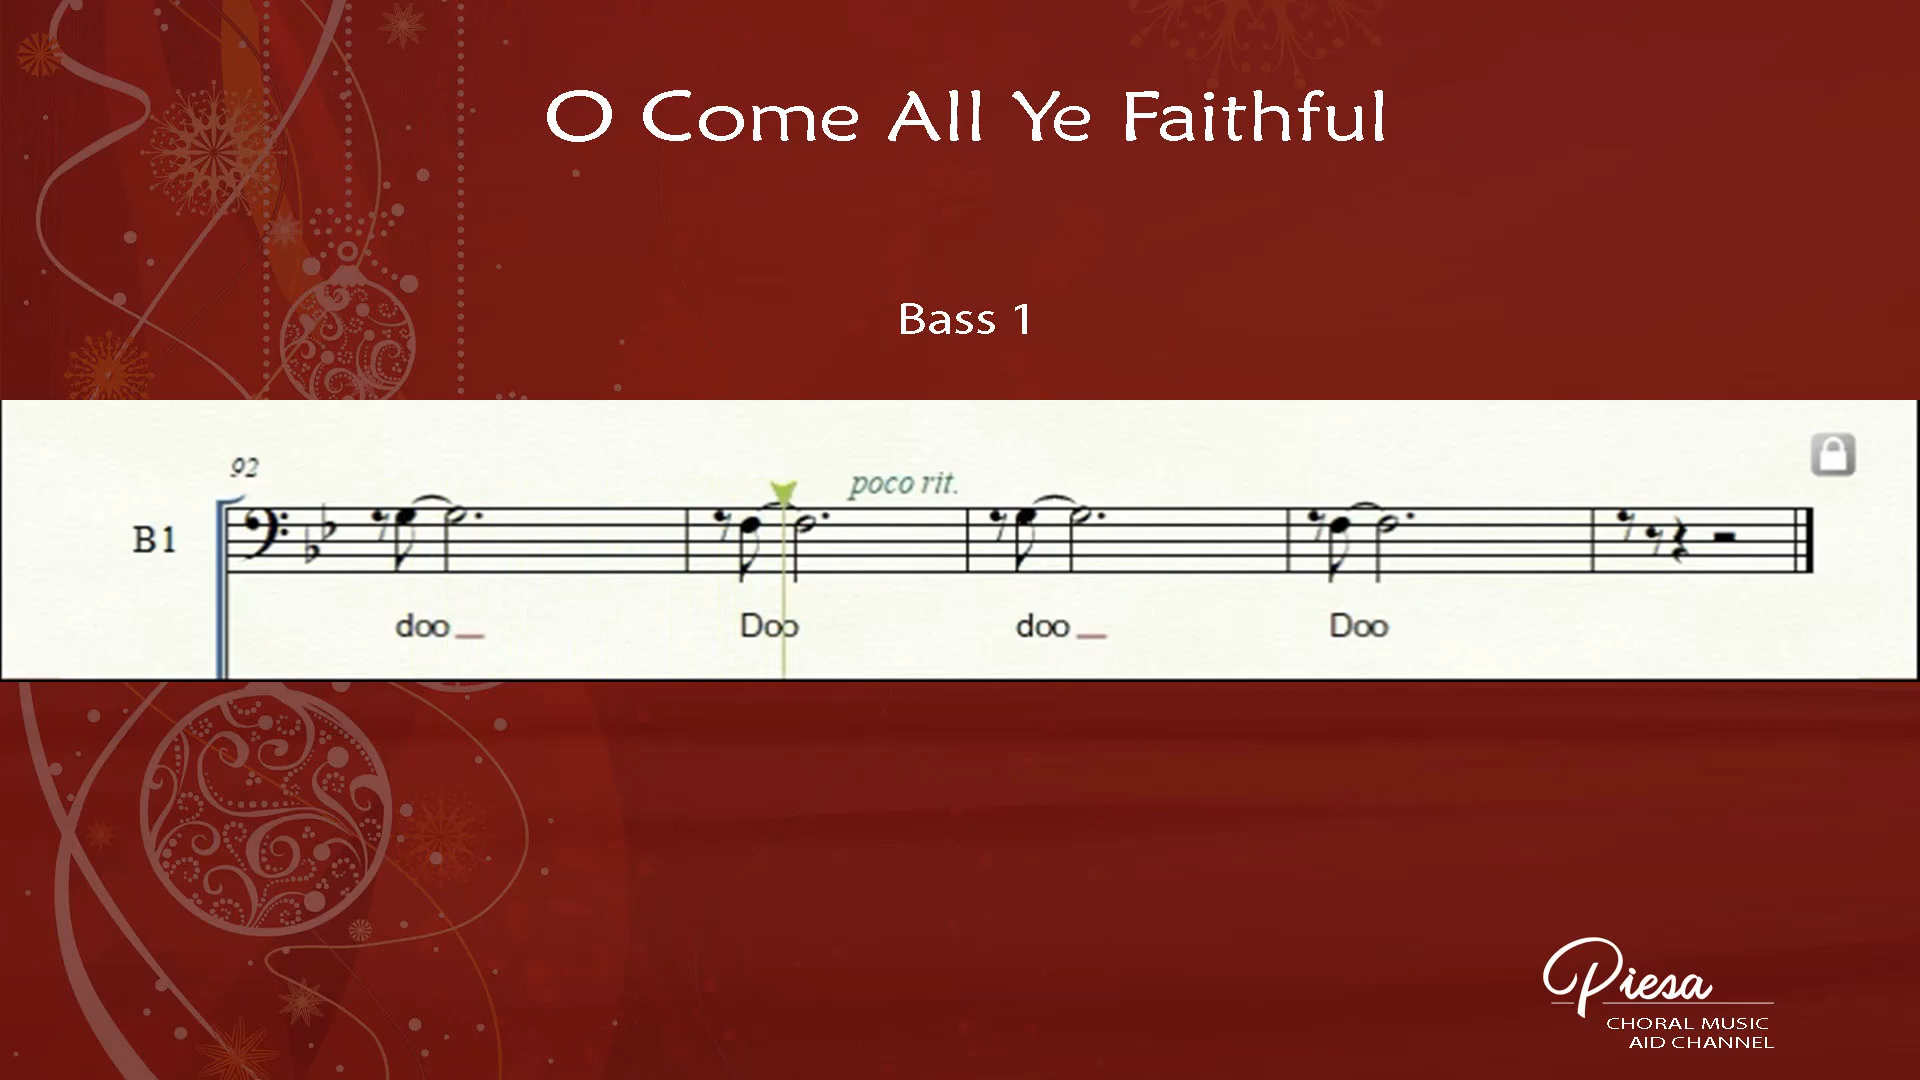 O Come All Ye Faithful
Bass 1
92
poco rit.
B1
doo Doo doo Doo
Piesa
CHORAL MUSIC
AID CHANNEL